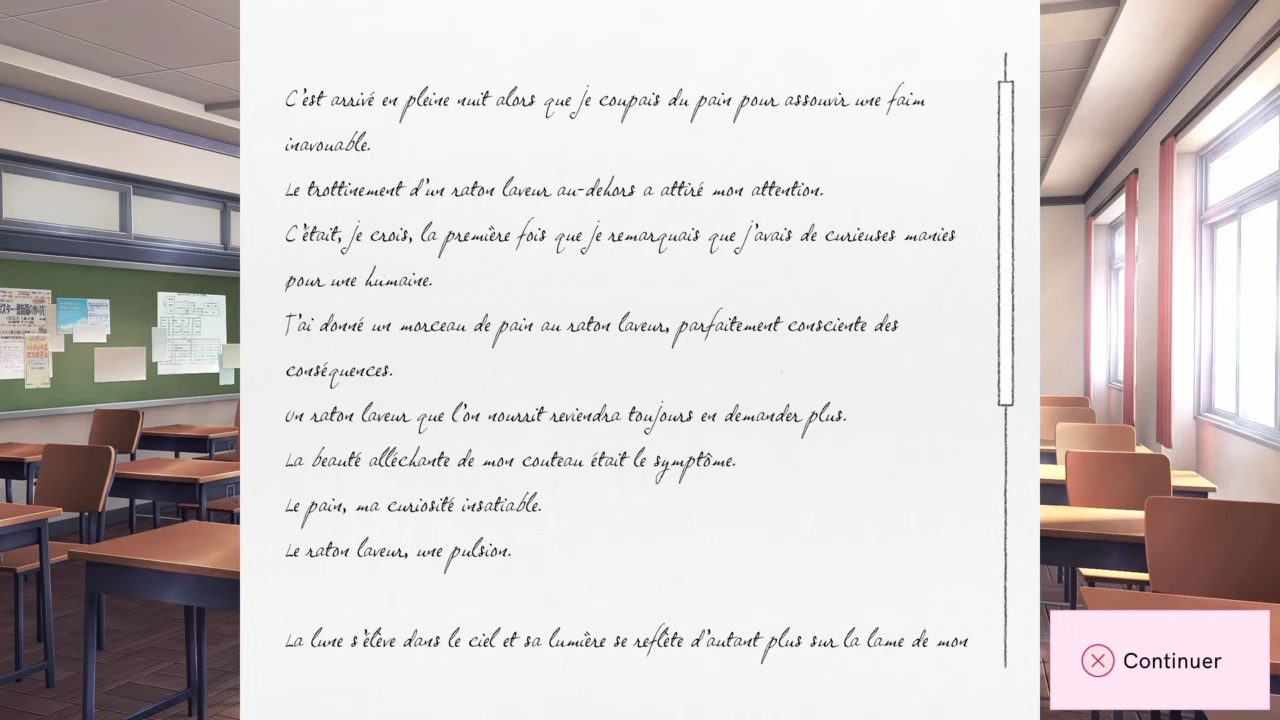 C'est arrivé en pleine nuit alors que je coupais du pain pour assouvir une faim
inavouable.
Le trottinement d'un raton laveur au-dehors a attiré mon attention.
C'était, je crois, la première fois que je remarquais que j'avais de curieuses manies
pour une humaine.
J'ai donné un morceau de pain au raton laveur, parfaitement consciente des
conséquences.
Un raton laveur que l'on nourrit reviendra toujours en demander plus.
La beauté alléchante de mon couteau était le symptôme.
Le pain, ma curiosité insatiable.
Le raton laveur, une pulsion.
La lune s'élève dans le ciel et sa lumière se reflète d'autant plus sur la lame de mon
Continuer